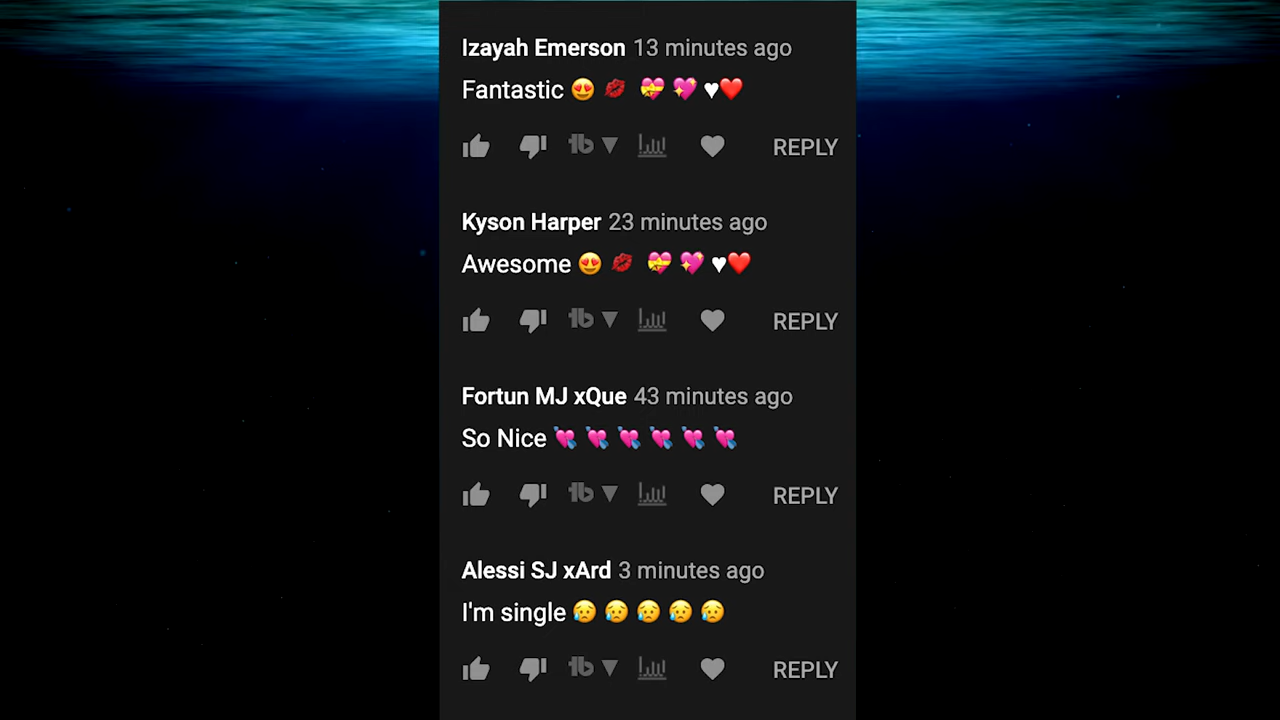 Izayah Emerson 13 minutes ago
Fantastic 😍 💋 💝 💖 ♥❤️
REPLY
Kyson Harper 23 minutes ago
Awesome 😍 💋 💝 💖 ♥❤️
REPLY
Fortun MJ xQue 43 minutes ago
So Nice 💘 💘 💘 💘 💘 💘
REPLY
Alessi SJ xArd 3 minutes ago
I'm single 😥 😥 😥 😥 😥
REPLY